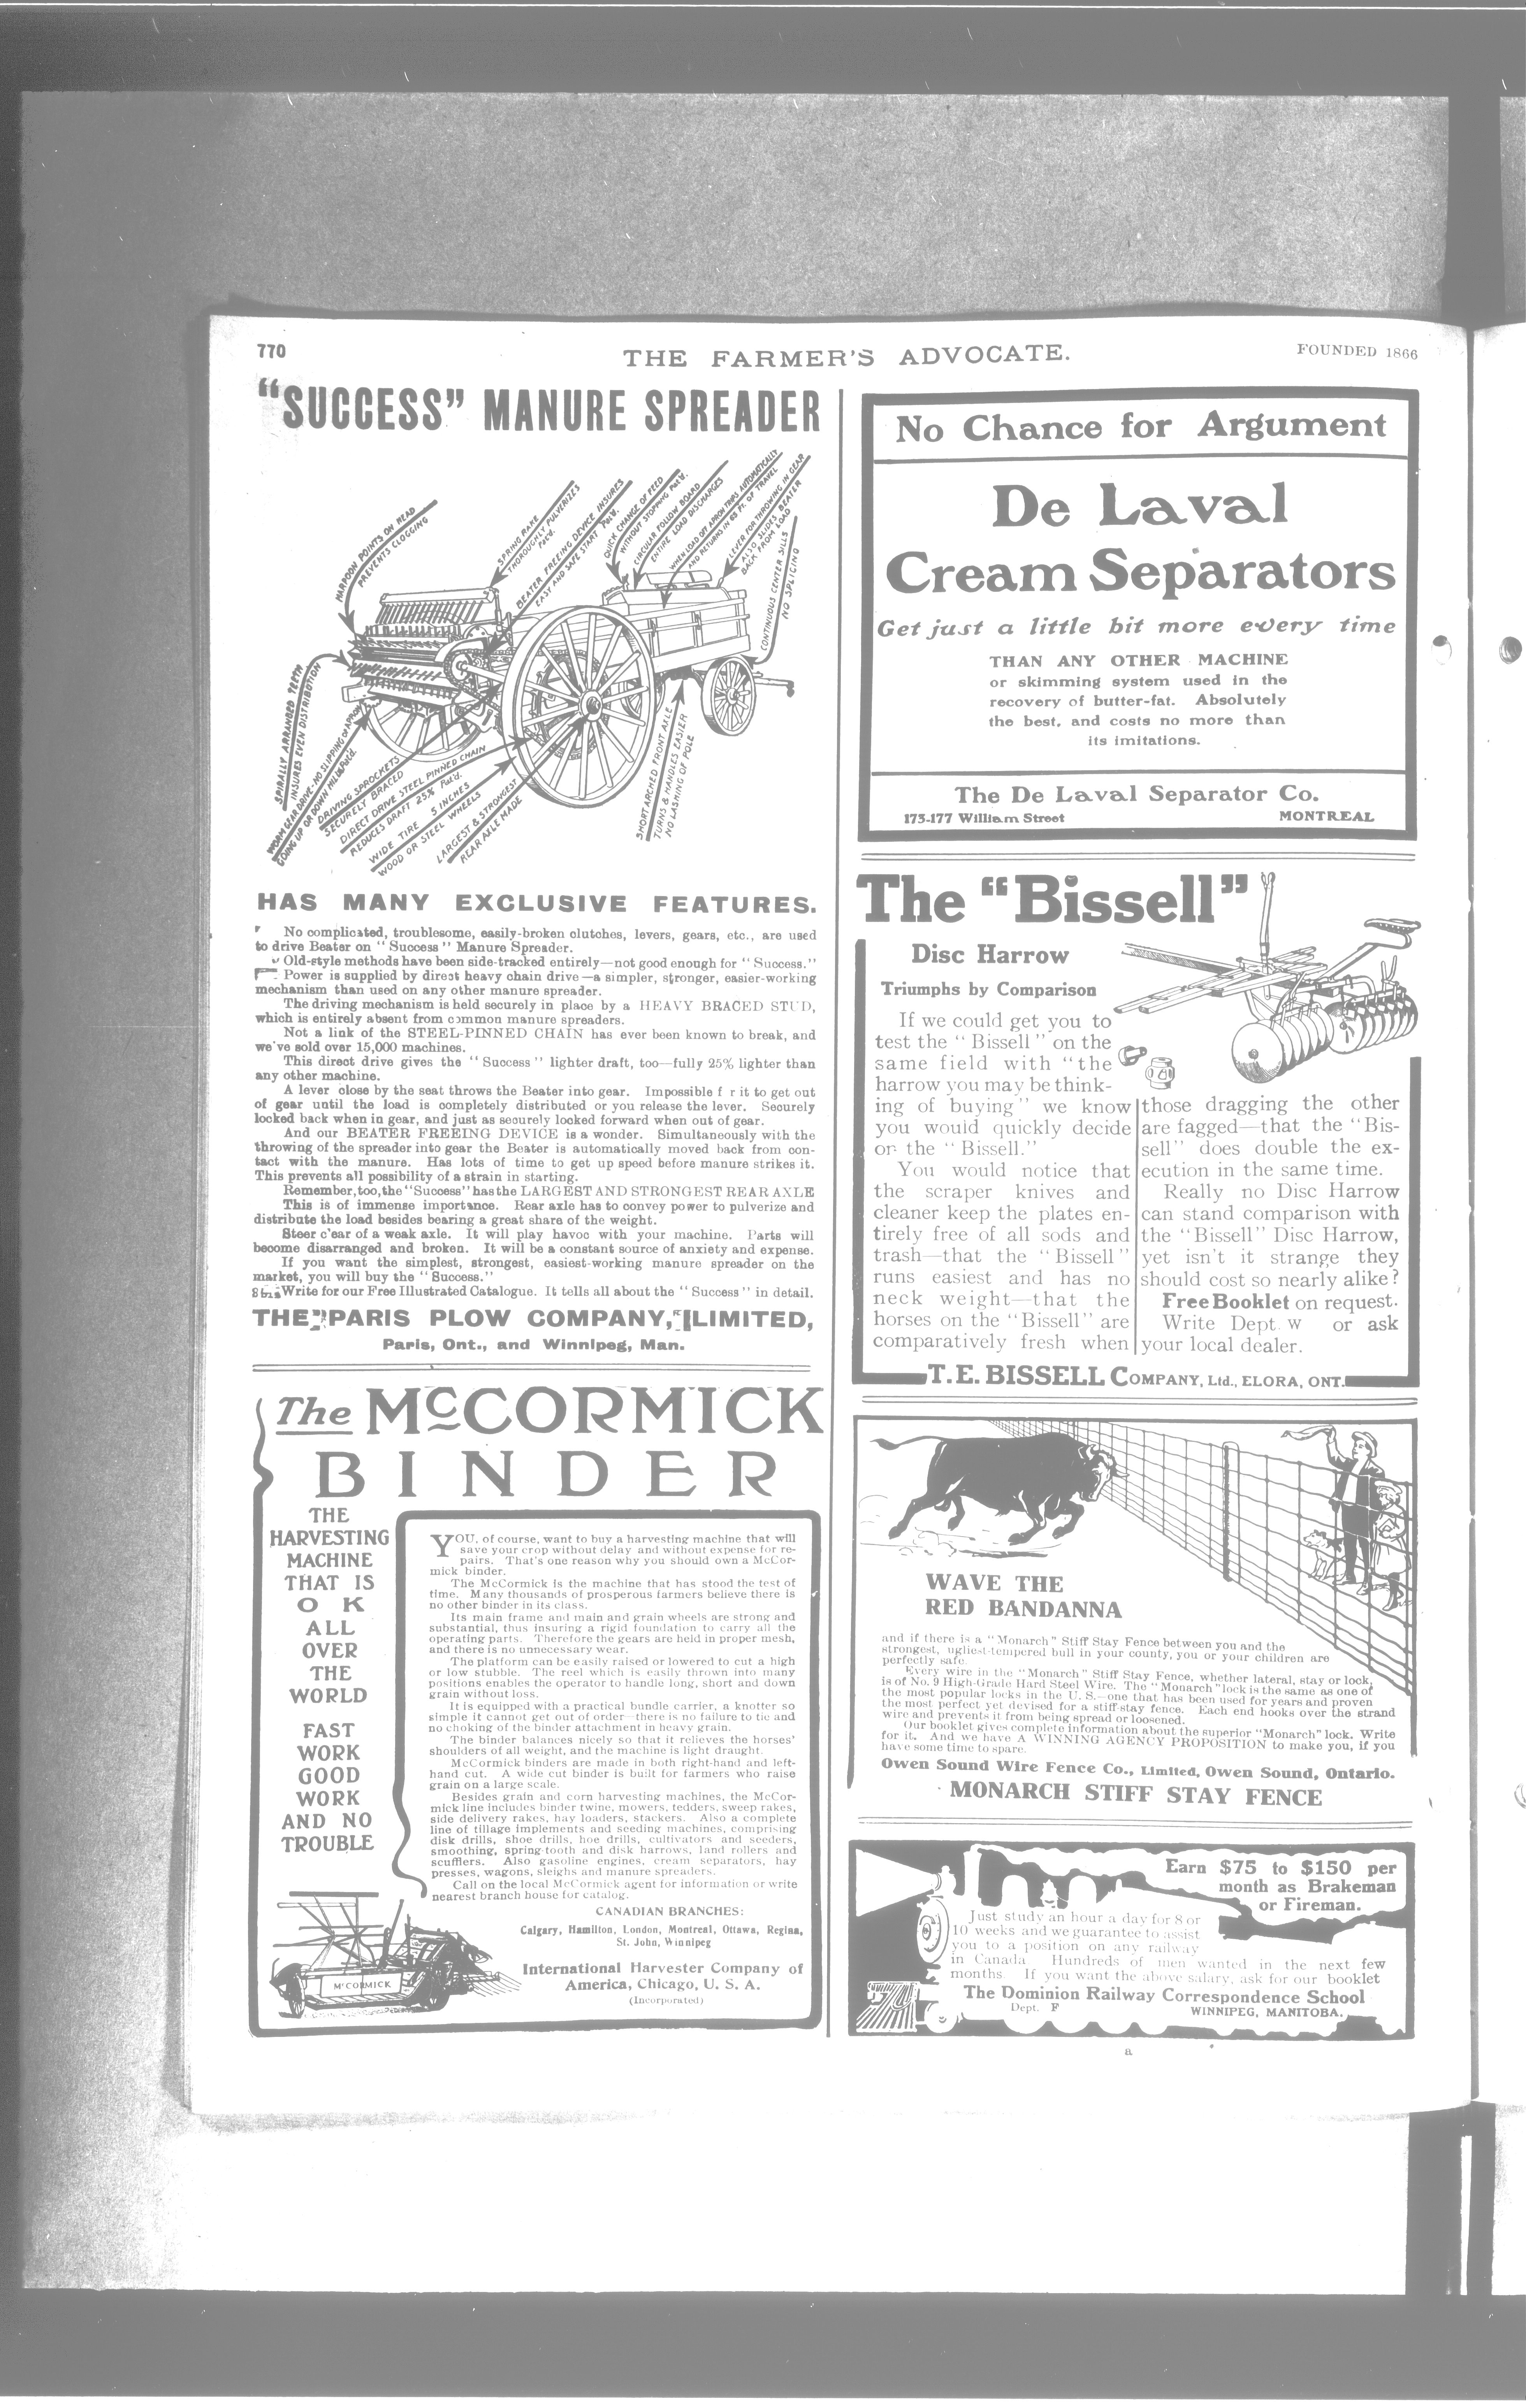 770
THE FARMER'S ADVOCATE.
FOUNDED 1866
"SUCCESS" MANURE SPREADER
HARPOON POINTS ON HEAD
PREVENTS CLOGGING
SPRING RAKE
THOROUGHLY PULVERIZES
Pat'd.
BEATER FREEING DEVICE INSURES
EASY AND SAFE START Pat'd.
QUICK CHANGE OF FEED
WITHOUT STOPPING Pat'd.
CIRCULAR FOLLOW BOARD
ENTIRE LOAD DISCHARGES
WHEN LOAD OFF APRON TRIPS AUTOMATICALLY
AND RETURNS IN 65 FT. OF TRAVEL
LEVER FOR THROWING IN GEAR
ALSO SLIDES BEATER
BACK FROM LOAD
CONTINUOUS CENTER SILLS
NO SPLICING
SPIRALLY ARRANGED TEETH
INSURES EVEN DISTRIBUTION
WORM GEAR DRIVE-NO SLIPPING OF APRON
GOING UP OR DOWN HILLS Pat'd.
DRIVING SPROCKETS
SECURELY BRACED
DIRECT DRIVE STEEL PINNED CHAIN
REDUCES DRAFT 25% Pat'd.
WIDE TIRE 5 INCHES
WOOD OR STEEL WHEELS
LARGEST & STRONGEST
REAR AXLE MADE
SHORT ARCHED FRONT AXLE
TURNS & HANDLES EASIER
NO LASHING OF POLE
HAS MANY EXCLUSIVE FEATURES.
No complicated, troublesome, easily-broken clutches, levers, gears, etc., are used
to drive Beater on "Success" Manure Spreader.
Old-style methods have been side-tracked entirely—not good enough for "Success."
Power is supplied by direct heavy chain drive—a simpler, stronger, easier-working
mechanism than used on any other manure spreader.
The driving mechanism is held securely in place by a HEAVY BRACED STUD,
which is entirely absent from common manure spreaders.
Not a link of the STEEL-PINNED CHAIN has ever been known to break, and
we've sold over 15,000 machines.
This direct drive gives the "Success" lighter draft, too—fully 25% lighter than
any other machine.
A lever close by the seat throws the Beater into gear. Impossible f r it to get out
of gear until the load is completely distributed or you release the lever. Securely
locked back when in gear, and just as securely locked forward when out of gear.
And our BEATER FREEING DEVICE is a wonder. Simultaneously with the
throwing of the spreader into gear the Beater is automatically moved back from con-
tact with the manure. Has lots of time to get up speed before manure strikes it.
This prevents all possibility of a strain in starting.
Remember, too, the "Success" has the LARGEST AND STRONGEST REAR AXLE
This is of immense importance. Rear axle has to convey power to pulverize and
distribute the load besides bearing a great share of the weight.
Steer c'ear of a weak axle. It will play havoc with your machine. Parts will
become disarranged and broken. It will be a constant source of anxiety and expense.
If you want the simplest, strongest, easiest-working manure spreader on the
market, you will buy the "Success."
Write for our Free Illustrated Catalogue. It tells all about the "Success" in detail.
THE PARIS PLOW COMPANY, LIMITED,
Paris, Ont., and Winnipeg, Man.
The McCORMICK
BINDER
THE
HARVESTING
MACHINE
THAT IS
O K
ALL
OVER
THE
WORLD
FAST
WORK
GOOD
WORK
AND NO
TROUBLE
YOU, of course, want to buy a harvesting machine that will
save your crop without delay and without expense for re-
pairs. That's one reason why you should own a McCor-
mick binder.
The McCormick is the machine that has stood the test of
time. Many thousands of prosperous farmers believe there is
no other binder in its class.
Its main frame and main and grain wheels are strong and
substantial, thus insuring a rigid foundation to carry all the
operating parts. Therefore the gears are held in proper mesh,
and there is no unnecessary wear.
The platform can be easily raised or lowered to cut a high
or low stubble. The reel which is easily thrown into many
positions enables the operator to handle long, short and down
grain without loss.
It is equipped with a practical bundle carrier, a knotter so
simple it cannot get out of order—there is no failure to tie and
no choking of the binder attachment in heavy grain.
The binder balances nicely so that it relieves the horses'
shoulders of all weight, and the machine is light draught.
McCormick binders are made in both right-hand and left-
hand cut. A wide cut binder is built for farmers who raise
grain on a large scale.
Besides grain and corn harvesting machines, the McCor-
mick line includes binder twine, mowers, tedders, sweep rakes,
side delivery rakes, hay loaders, stackers. Also a complete
line of tillage implements and seeding machines, comprising
disk drills, shoe drills, hoe drills, cultivators and seeders,
smoothing, spring-tooth and disk harrows, land rollers and
scufflers. Also gasoline engines, cream separators, hay
presses, wagons, sleighs and manure spreaders.
Call on the local McCormick agent for information or write
nearest branch house for catalog.
CANADIAN BRANCHES:
Calgary, Hamilton, London, Montreal, Ottawa, Regina,
St. John, Winnipeg
International Harvester Company of
America, Chicago, U. S. A.
(Incorporated)
McCORMICK
No Chance for Argument
De Laval
Cream Separators
Get just a little bit more every time
THAN ANY OTHER MACHINE
or skimming system used in the
recovery of butter-fat. Absolutely
the best, and costs no more than
its imitations.
The De Laval Separator Co.
173-177 William Street
MONTREAL
The "Bissell"
Disc Harrow
Triumphs by Comparison
If we could get you to
test the "Bissell" on the
same field with "the
harrow you may be think-
ing of buying" we know
you would quickly decide
on the "Bissell."
You would notice that
the scraper knives and
cleaner keep the plates en-
tirely free of all sods and
trash—that the "Bissell"
runs easiest and has no
neck weight—that the
horses on the "Bissell" are
comparatively fresh when
those dragging the other
are fagged—that the "Bis-
sell" does double the ex-
ecution in the same time.
Really no Disc Harrow
can stand comparison with
the "Bissell" Disc Harrow,
yet isn't it strange they
should cost so nearly alike?
Free Booklet on request.
Write Dept. W or ask
your local dealer.
T. E. BISSELL COMPANY, Ltd., ELORA, ONT.
WAVE THE
RED BANDANNA
and if there is a "Monarch" Stiff Stay Fence between you and the
strongest, ugliest-tempered bull in your county, you or your children are
perfectly safe.
Every wire in the "Monarch" Stiff Stay Fence, whether lateral, stay or lock,
is of No. 9 High-Grade Hard Steel Wire. The "Monarch" lock is the same as one of
the most popular locks in the U. S.—one that has been used for years and proven
the most perfect yet devised for a stiff-stay fence. Each end hooks over the strand
wire and prevents it from being spread or loosened.
Our booklet gives complete information about the superior "Monarch" lock. Write
for it. And we have A WINNING AGENCY PROPOSITION to make you, if you
have some time to spare.
Owen Sound Wire Fence Co., Limited, Owen Sound, Ontario.
MONARCH STIFF STAY FENCE
Earn $75 to $150 per
month as Brakeman
or Fireman.
Just study an hour a day for 8 or
10 weeks and we guarantee to assist
you to a position on any railway
in Canada. Hundreds of men wanted in the next few
months. If you want the above salary, ask for our booklet
The Dominion Railway Correspondence School
Dept. F
WINNIPEG, MANITOBA.
a